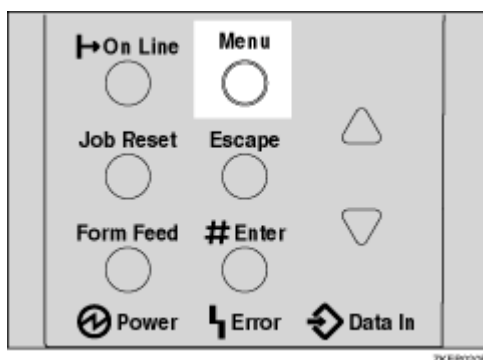 On Line Menu
Job Reset Escape
Form Feed # Enter
Power Error Data In